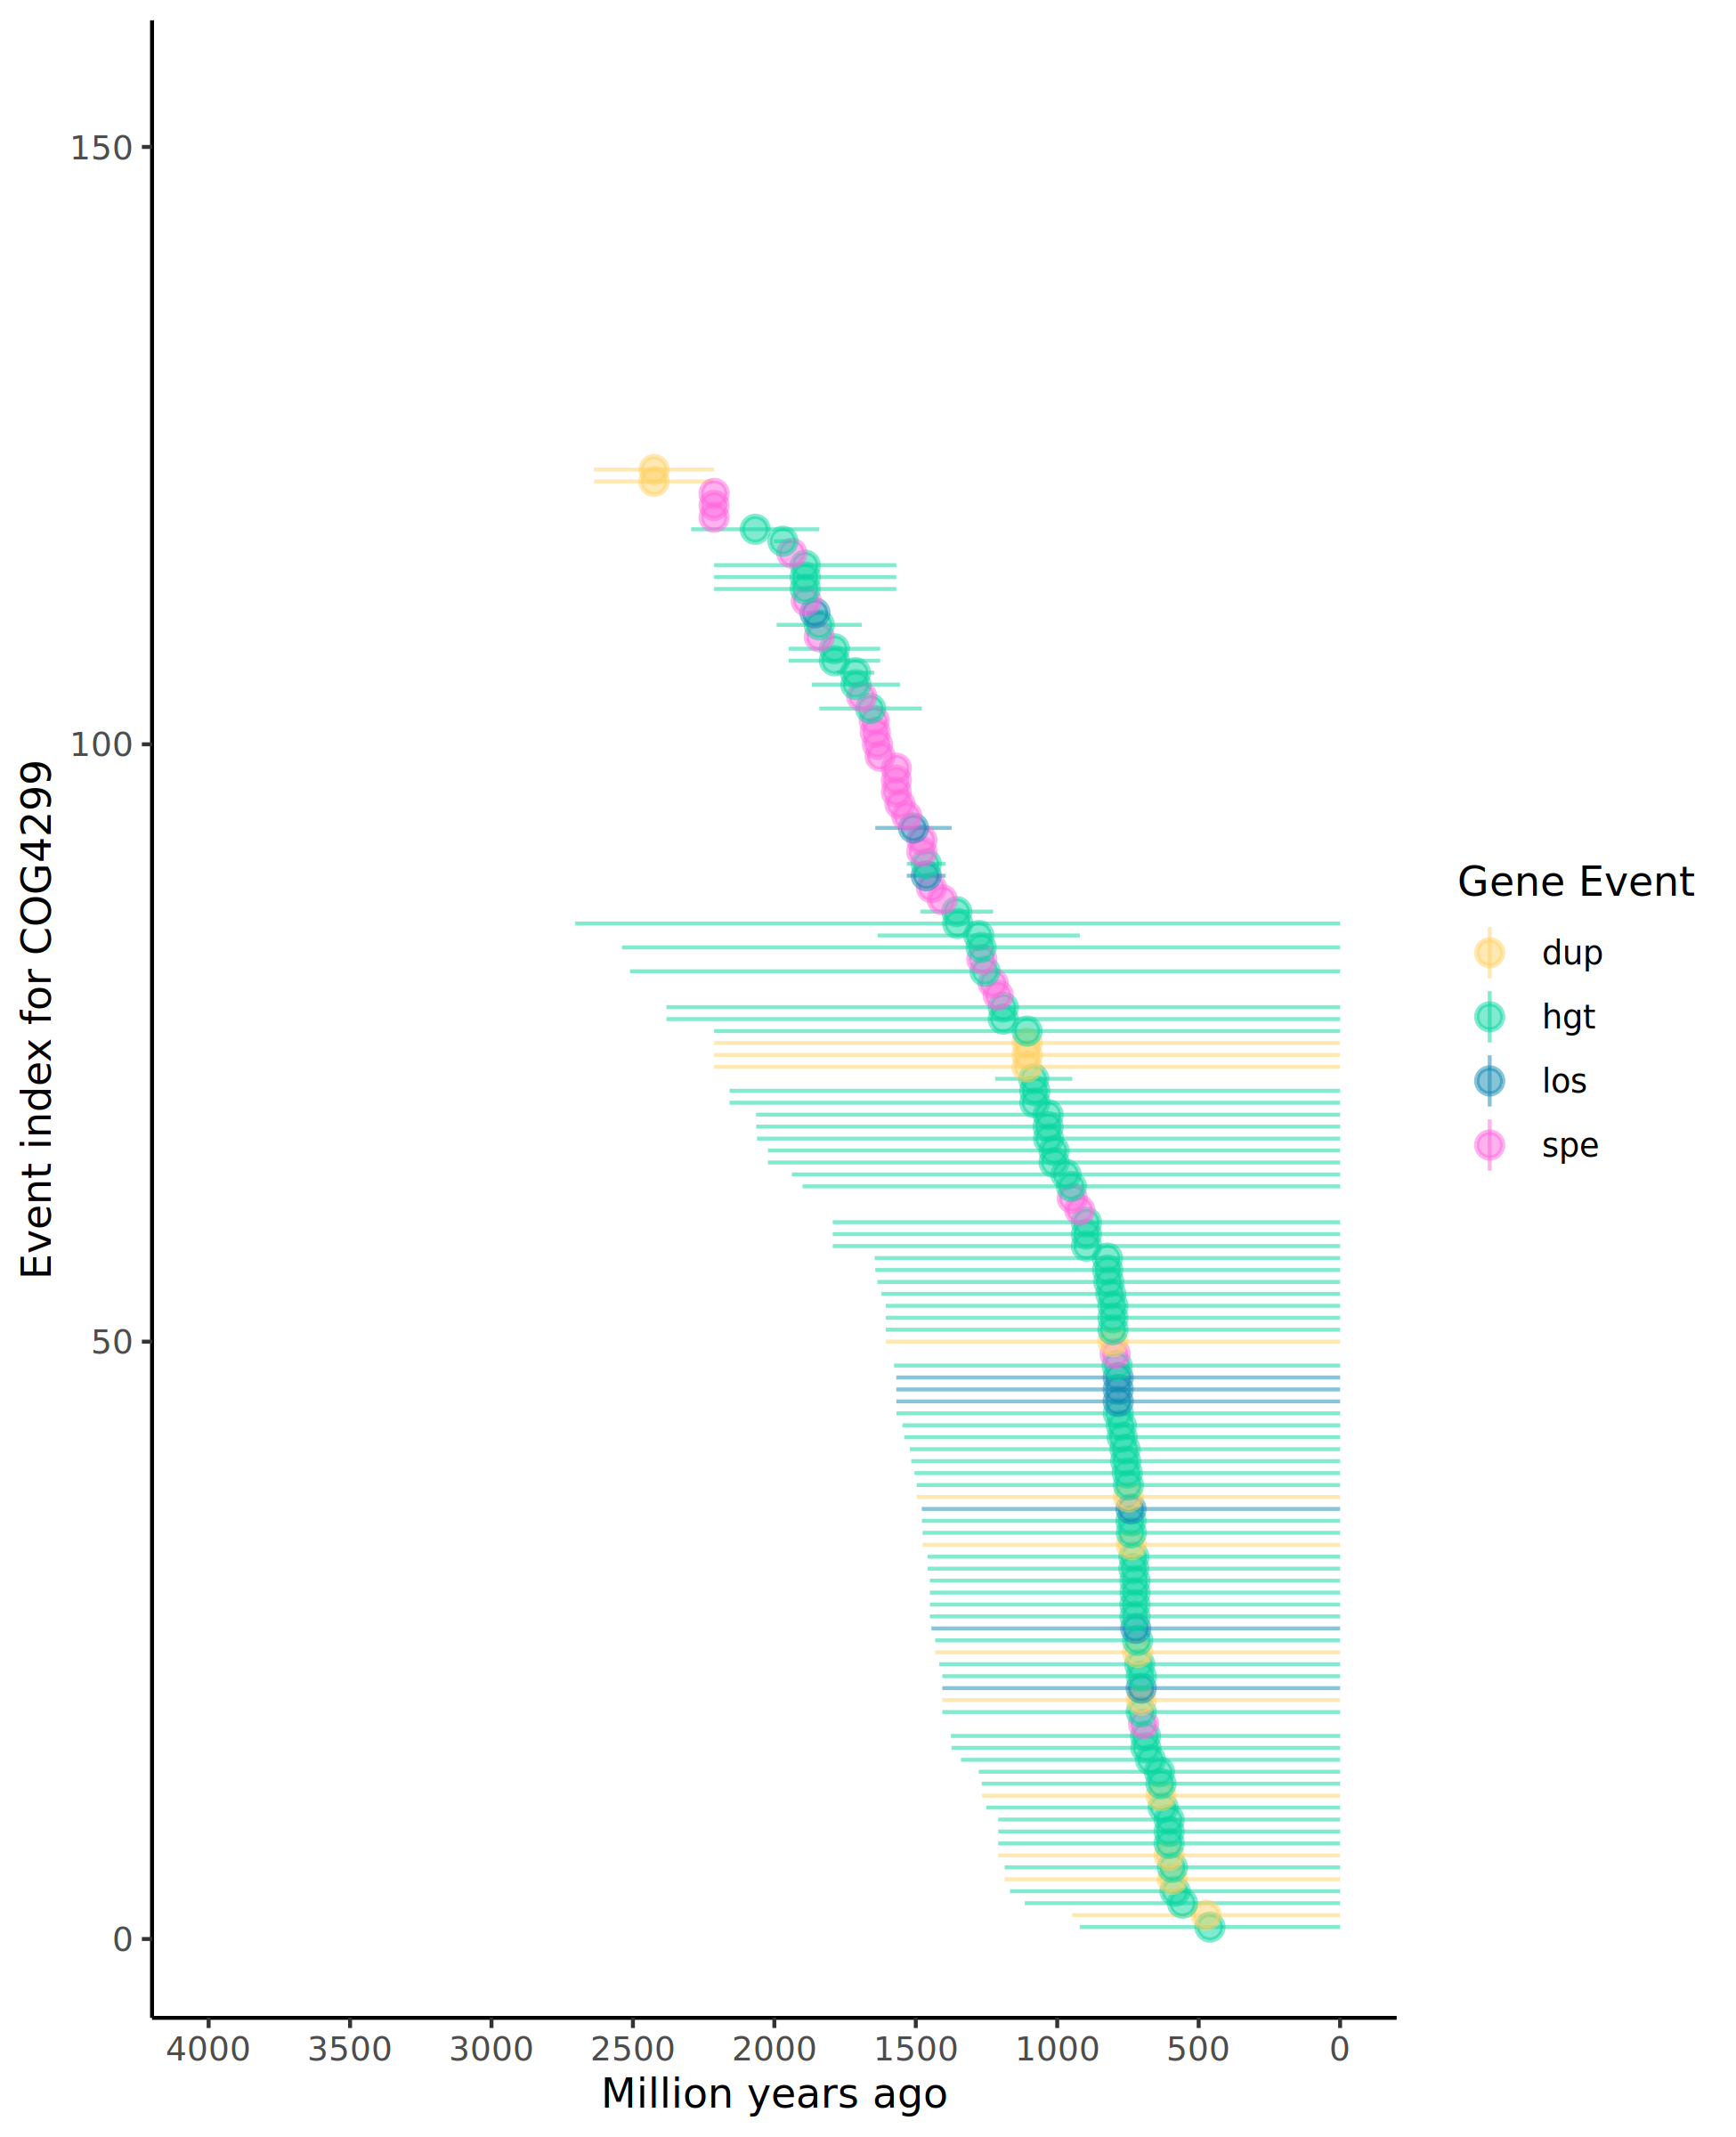 150
100
50
0
Event index for COG4299
4000 3500 3000 2500 2000 1500 1000 500 0
Million years ago
Gene Event
dup
hgt
los
spe